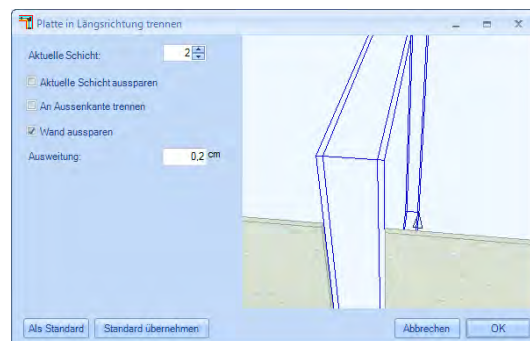 Platte in Längsrichtung trennen
Aktuelle Schicht: 2
Aktuelle Schicht aussparen
An Aussenkante trennen
Wand aussparen
Ausweitung: 0,2 cm
Als Standard Standard übernehmen Abbrechen OK